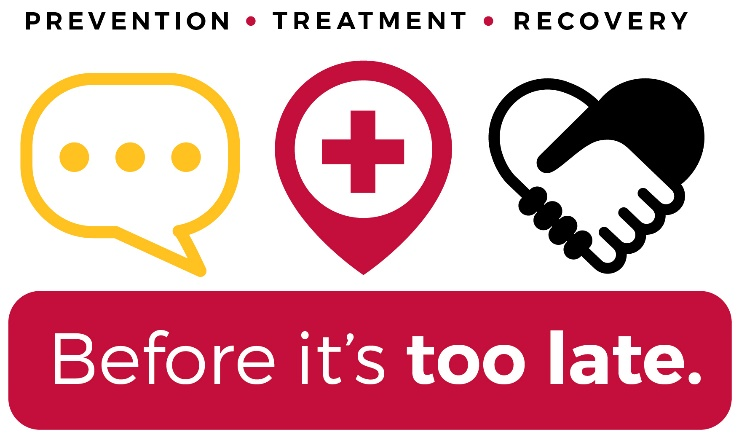 PREVENTION • TREATMENT • RECOVERY
Before it’s too late.